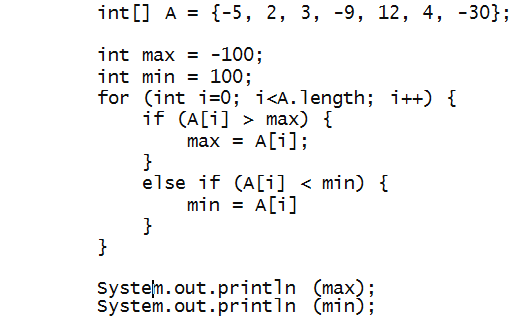 int[] A = {-5, 2, 3, -9, 12, 4, -30};
int max = -100;
int min = 100;
for (int i=0; i<A.length; i++) {
if (A[i] > max) {
max = A[i];
}
else if (A[i] < min) {
min = A[i]
}
}
System.out.println (max);
System.out.println (min);